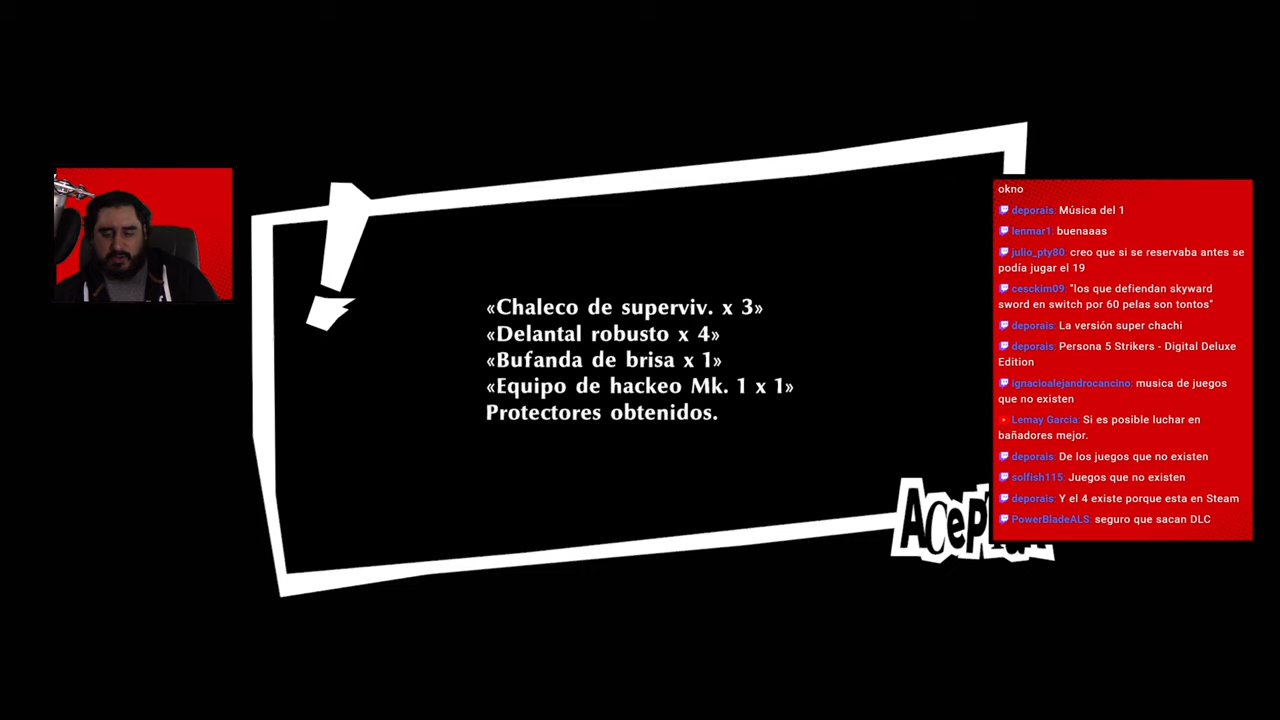 «Chaleco de superviv. x 3»
«Delantal robusto x 4»
«Bufanda de brisa x 1»
«Equipo de hackeo Mk. 1 x 1»
Protectores obtenidos.
okno
deporais: Música del 1
lenmar1: buenaaas
julio_pty80: creo que si se reservaba antes se
podía jugar el 19
cesckim09: "los que defiendan skyward
sword en switch por 60 pelas son tontos"
deporais: La versión super chachi
deporais: Persona 5 Strikers - Digital Deluxe
Edition
ignacioalejandrocancino: musica de juegos
que no existen
Lemay Garcia: Si es posible luchar en
bañadores mejor.
deporais: De los juegos que no existen
solfish115: Juegos que no existen
deporais: Y el 4 existe porque esta en Steam
PowerBladeALS: seguro que sacan DLC